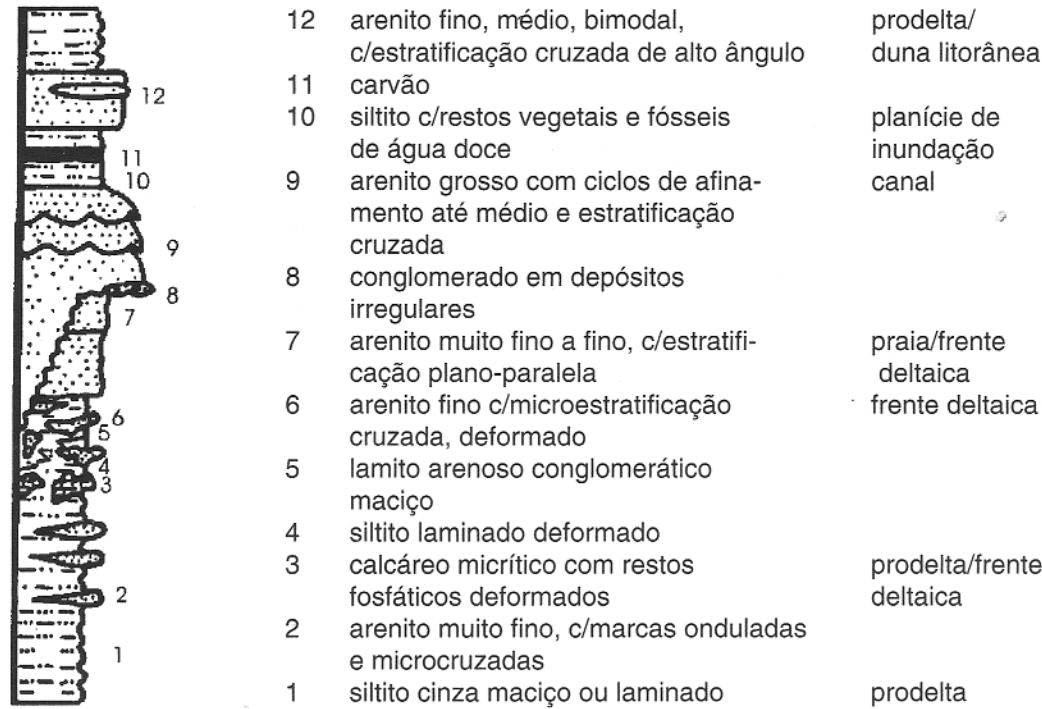 12 arenito fino, médio, bimodal, prodelta/
c/estratificação cruzada de alto ângulo duna litorânea
11 carvão
10 siltito c/restos vegetais e fósseis planície de
de água doce inundação
9 arenito grosso com ciclos de afina- canal
mento até médio e estratificação
cruzada
8 conglomerado em depósitos
irregulares
7 arenito muito fino a fino, c/estratifi- praia/frente
cação plano-paralela deltaica
6 arenito fino c/microestratificação frente deltaica
cruzada, deformado
5 lamito arenoso conglomerático
maciço
4 siltito laminado deformado
3 calcáreo micrítico com restos prodelta/frente
fosfáticos deformados deltaica
2 arenito muito fino, c/marcas onduladas
e microcruzadas
1 siltito cinza maciço ou laminado prodelta
12
11
10
9
8
7
6
5
4
3
2
1